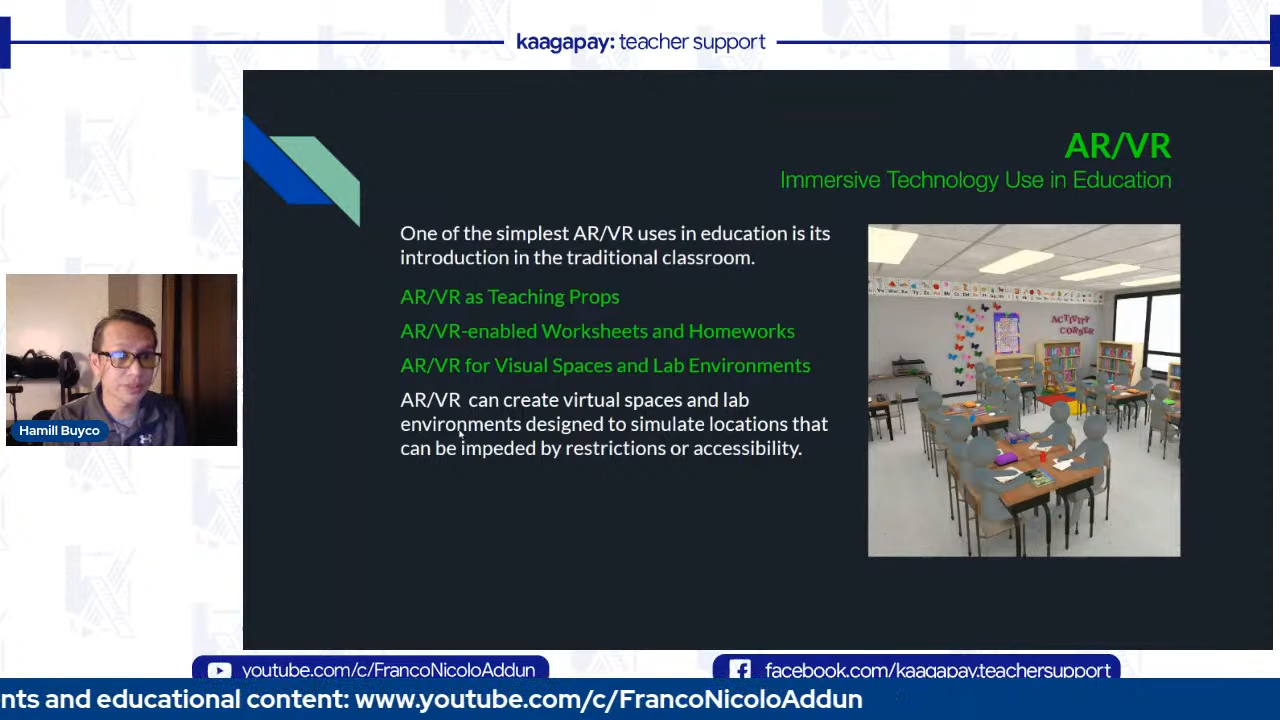 kaagapay: teacher support
AR/VR
Immersive Technology Use in Education
One of the simplest AR/VR uses in education is its
introduction in the traditional classroom.
AR/VR as Teaching Props
AR/VR-enabled Worksheets and Homeworks
AR/VR for Visual Spaces and Lab Environments
AR/VR can create virtual spaces and lab
environments designed to simulate locations that
can be impeded by restrictions or accessibility.
ACTIVITY
CORNER
Hamill Buyco
youtube.com/c/FrancoNicoloAddun
facebook.com/kaagapay.teachersupport
nts and educational content: www.youtube.com/c/FrancoNicoloAddun